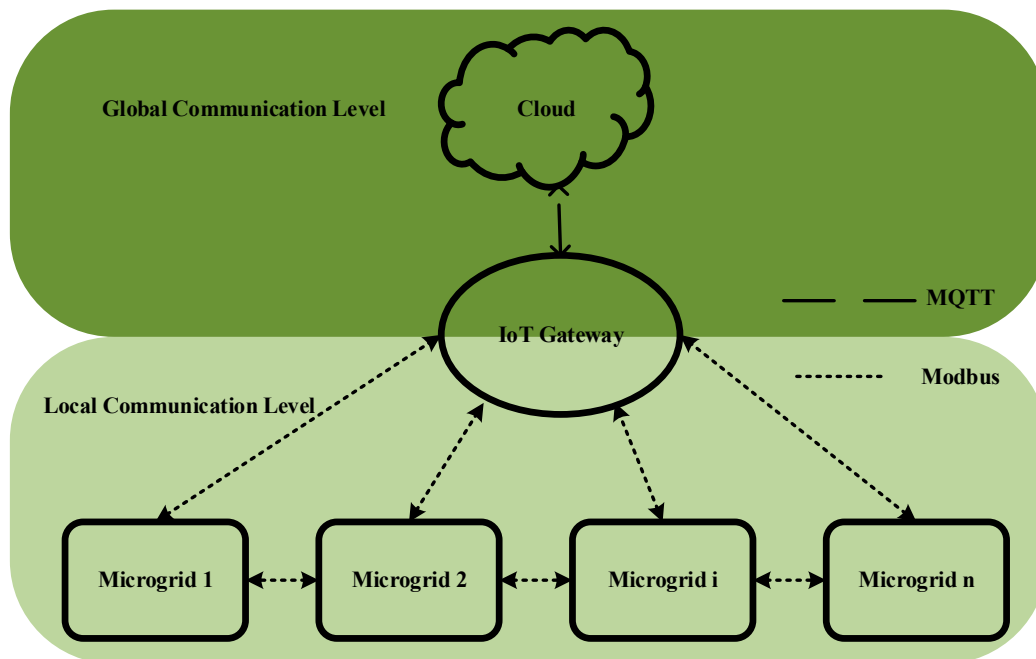 Cloud
Global Communication Level
MQTT
IoT Gateway
Modbus
Local Communication Level
Microgrid 1
Microgrid 2
Microgrid i
Microgrid n